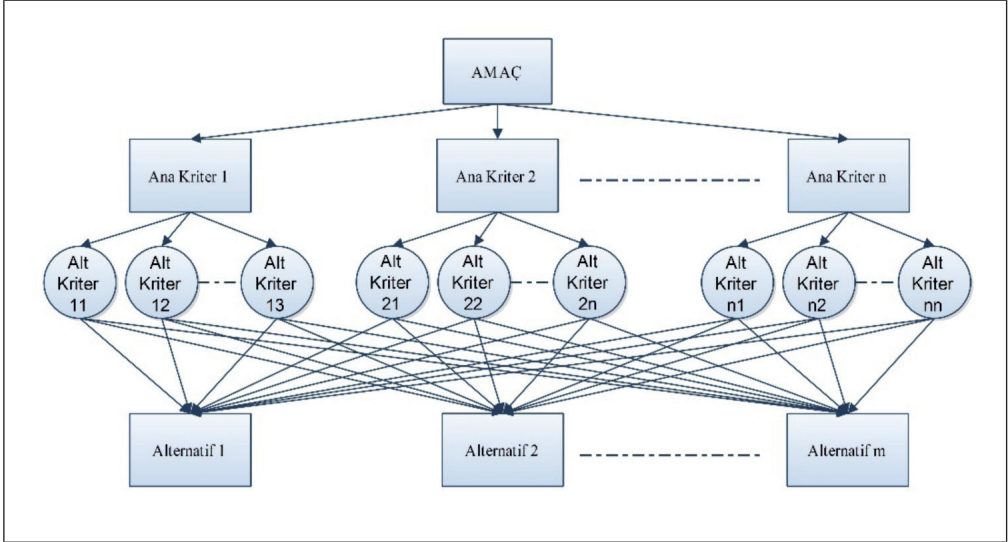 AMAÇ
Ana Kriter 1
Ana Kriter 2
Ana Kriter n
Alt
Kriter
11
Alt
Kriter
12
Alt
Kriter
13
Alt
Kriter
21
Alt
Kriter
22
Alt
Kriter
2n
Alt
Kriter
n1
Alt
Kriter
n2
Alt
Kriter
nn
Alternatif 1
Alternatif 2
Alternatif m